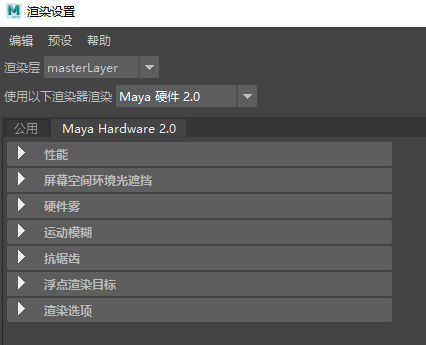 渲染设置
编辑 预设 帮助
渲染层 masterLayer
使用以下渲染器渲染 Maya 硬件 2.0
公用 Maya Hardware 2.0
性能
屏幕空间环境光遮挡
硬件雾
运动模糊
抗锯齿
浮点渲染目标
渲染选项